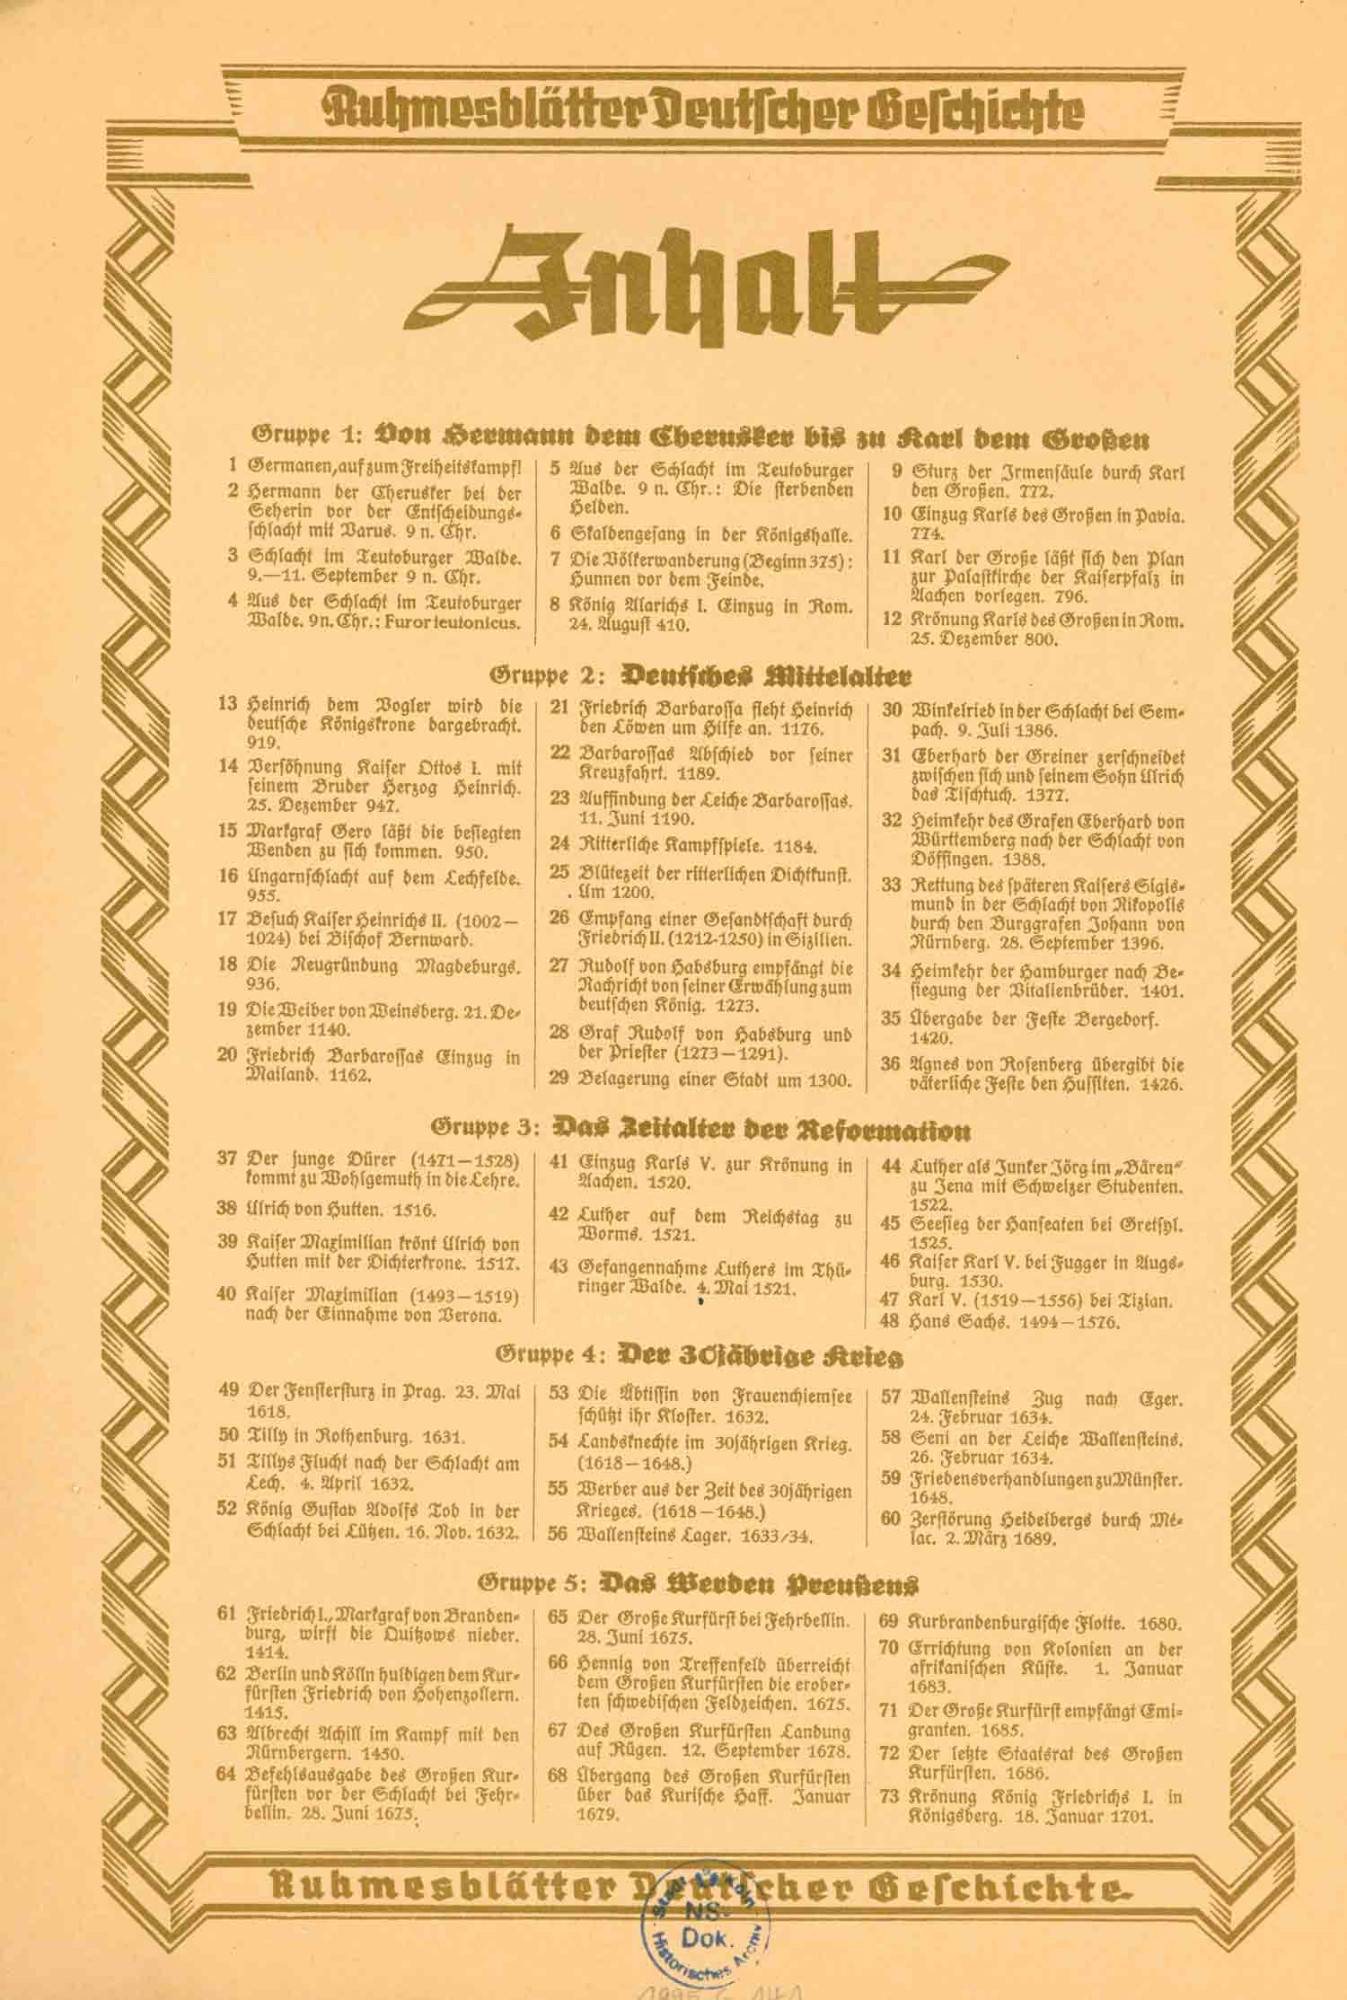 Ruhmesblätter Deutscher Geschichte
Inhalt
Gruppe 1: Von Hermann dem Cherusker bis zu Karl dem Großen
1 Germanen, auf zum Freiheitskampf!
2 Hermann der Cherusker bei der
Seherin vor der Entscheidungs-
schlacht mit Varus. 9 n. Chr.
3 Schlacht im Teutoburger Walde.
9.—11. September 9 n. Chr.
4 Aus der Schlacht im Teutoburger
Walde. 9 n. Chr.: Furor teutonicus.
5 Aus der Schlacht im Teutoburger
Walde. 9 n. Chr.: Die sterbenden
Helden.
6 Skaldengesang in der Königshalle.
7 Die Völkerwanderung (Beginn 375):
Hunnen vor dem Feinde.
8 König Alarichs I. Einzug in Rom.
24. August 410.
9 Sturz der Irmensäule durch Karl
den Großen. 772.
10 Einzug Karls des Großen in Pavia.
774.
11 Karl der Große läßt sich den Plan
zur Palastkirche der Kaiserpfalz in
Aachen vorlegen. 796.
12 Krönung Karls des Großen in Rom.
25. Dezember 800.
Gruppe 2: Deutsches Mittelalter
13 Heinrich dem Vogler wird die
deutsche Königskrone dargebracht.
919.
14 Versöhnung Kaiser Ottos I. mit
seinem Bruder Herzog Heinrich.
25. Dezember 947.
15 Markgraf Gero läßt die besiegten
Wenden zu sich kommen. 950.
16 Ungarnschlacht auf dem Lechfelde.
955.
17 Besuch Kaiser Heinrichs II. (1002—
1024) bei Bischof Bernward.
18 Die Neugründung Magdeburgs.
936.
19 Die Weiber von Weinsberg. 21. De-
zember 1140.
20 Friedrich Barbarossas Einzug in
Mailand. 1162.
21 Friedrich Barbarossa fleht Heinrich
den Löwen um Hilfe an. 1176.
22 Barbarossas Abschied vor seiner
Kreuzfahrt. 1189.
23 Auffindung der Leiche Barbarossas.
11. Juni 1190.
24 Ritterliche Kampfspiele. 1184.
25 Blütezeit der ritterlichen Dichtkunst.
Um 1200.
26 Empfang einer Gesandtschaft durch
Friedrich II. (1212-1250) in Sizilien.
27 Rudolf von Habsburg empfängt die
Nachricht von seiner Erwählung zum
deutschen König. 1273.
28 Graf Rudolf von Habsburg und
der Priester (1273—1291).
29 Belagerung einer Stadt um 1300.
30 Winkelried in der Schlacht bei Sem-
pach. 9. Juli 1386.
31 Eberhard der Greiner zerschneidet
zwischen sich und seinem Sohn Ulrich
das Tischtuch. 1377.
32 Heimkehr des Grafen Eberhard von
Württemberg nach der Schlacht von
Döffingen. 1388.
33 Rettung des späteren Kaisers Sigis-
mund in der Schlacht von Nikopolis
durch den Burggrafen Johann von
Nürnberg. 28. September 1396.
34 Heimkehr der Hamburger nach Be-
siegung der Vitalienbrüder. 1401.
35 Übergabe der Feste Bergedorf.
1420.
36 Agnes von Rosenberg übergibt die
väterliche Feste den Hussiten. 1426.
Gruppe 3: Das Zeitalter der Reformation
37 Der junge Dürer (1471—1528)
kommt zu Wohlgemuth in die Lehre.
38 Ulrich von Hutten. 1516.
39 Kaiser Maximilian krönt Ulrich von
Hutten mit der Dichterkrone. 1517.
40 Kaiser Maximilian (1493—1519)
nach der Einnahme von Verona.
41 Einzug Karls V. zur Krönung in
Aachen. 1520.
42 Luther auf dem Reichstag zu
Worms. 1521.
43 Gefangennahme Luthers im Thü-
ringer Walde. 4. Mai 1521.
44 Luther als Junker Jörg im „Bären“
zu Jena mit Schweizer Studenten.
1522.
45 Seesieg der Hanseaten bei Gretsyl.
1525.
46 Kaiser Karl V. bei Fugger in Augs-
burg. 1530.
47 Karl V. (1519—1556) bei Tizian.
48 Hans Sachs. 1494—1576.
Gruppe 4: Der 30jährige Krieg
49 Der Fenstersturz in Prag. 23. Mai
1618.
50 Tilly in Rothenburg. 1631.
51 Tillys Flucht nach der Schlacht am
Lech. 4. April 1632.
52 König Gustav Adolfs Tod in der
Schlacht bei Lützen. 16. Nov. 1632.
53 Die Äbtissin von Frauenchiemsee
schützt ihr Kloster. 1632.
54 Landsknechte im 30jährigen Krieg.
(1618—1648.)
55 Werber aus der Zeit des 30jährigen
Krieges. (1618—1648.)
56 Wallensteins Lager. 1633/34.
57 Wallensteins Zug nach Eger.
24. Februar 1634.
58 Seni an der Leiche Wallensteins.
26. Februar 1634.
59 Friedensverhandlungen zu Münster.
1648.
60 Zerstörung Heidelbergs durch Mé-
lac. 2. März 1689.
Gruppe 5: Das Werden Preußens
61 Friedrich I., Markgraf von Branden-
burg, wirft die Quitzows nieder.
1414.
62 Berlin und Kölln huldigen dem Kur-
fürsten Friedrich von Hohenzollern.
1415.
63 Albrecht Achill im Kampf mit den
Nürnbergern. 1450.
64 Befehlsausgabe des Großen Kur-
fürsten vor der Schlacht bei Fehr-
bellin. 28. Juni 1675.
65 Der Große Kurfürst bei Fehrbellin.
28. Juni 1675.
66 Hennig von Treffenfeld überreicht
dem Großen Kurfürsten die erober-
ten schwedischen Feldzeichen. 1675.
67 Des Großen Kurfürsten Landung
auf Rügen. 12. September 1678.
68 Übergang des Großen Kurfürsten
über das Kurische Haff. Januar
1679.
69 Kurbrandenburgische Flotte. 1680.
70 Errichtung von Kolonien an der
afrikanischen Küste. 1. Januar
1683.
71 Der Große Kurfürst empfängt Emi-
granten. 1685.
72 Der letzte Staatsrat des Großen
Kurfürsten. 1686.
73 Krönung König Friedrichs I. in
Königsberg. 18. Januar 1701.
Ruhmesblätter Deutscher Geschichte
Stadt Köln
NS.
Dok.
Historisches Archiv